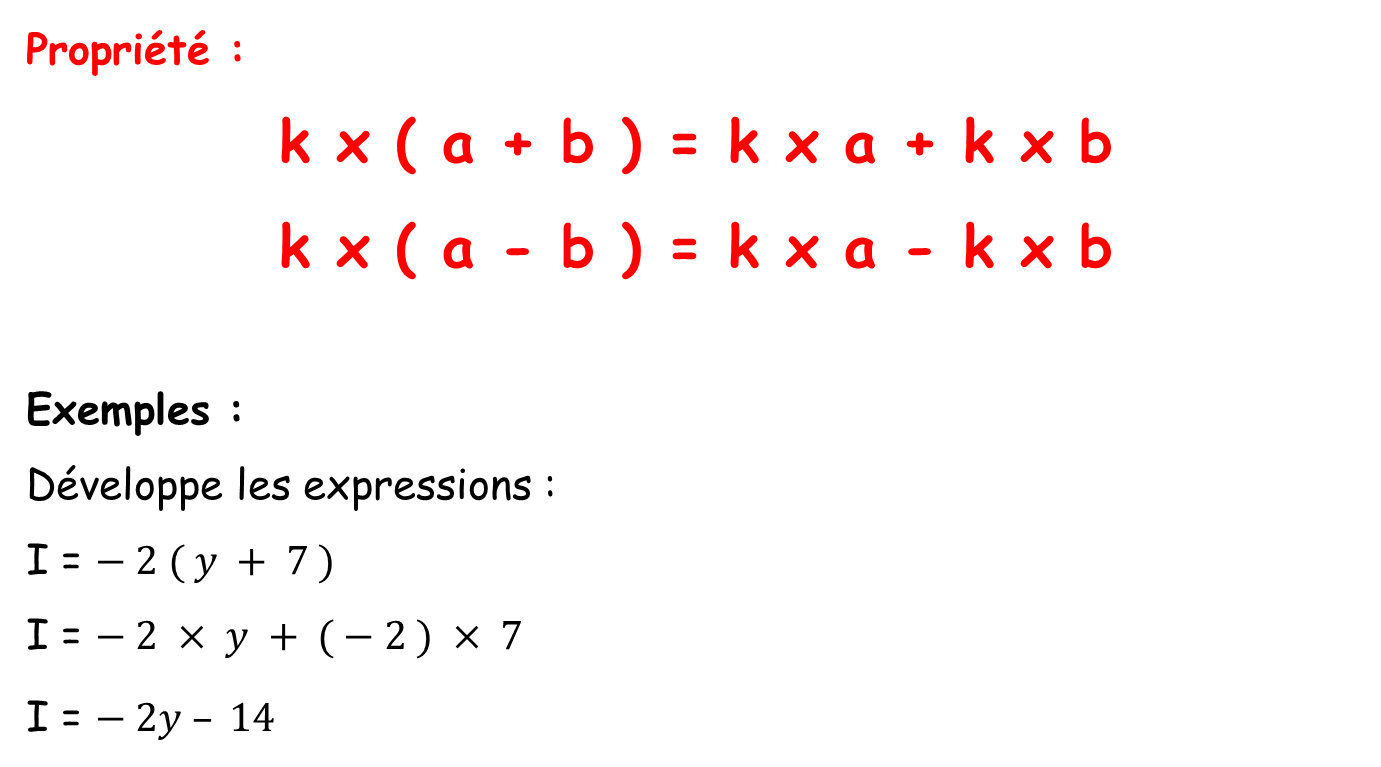 Propriété :
k x ( a + b ) = k x a + k x b
k x ( a - b ) = k x a - k x b
Exemples :
Développe les expressions :
I = − 2 ( y + 7 )
I = − 2 × y + ( − 2 ) × 7
I = − 2y – 14